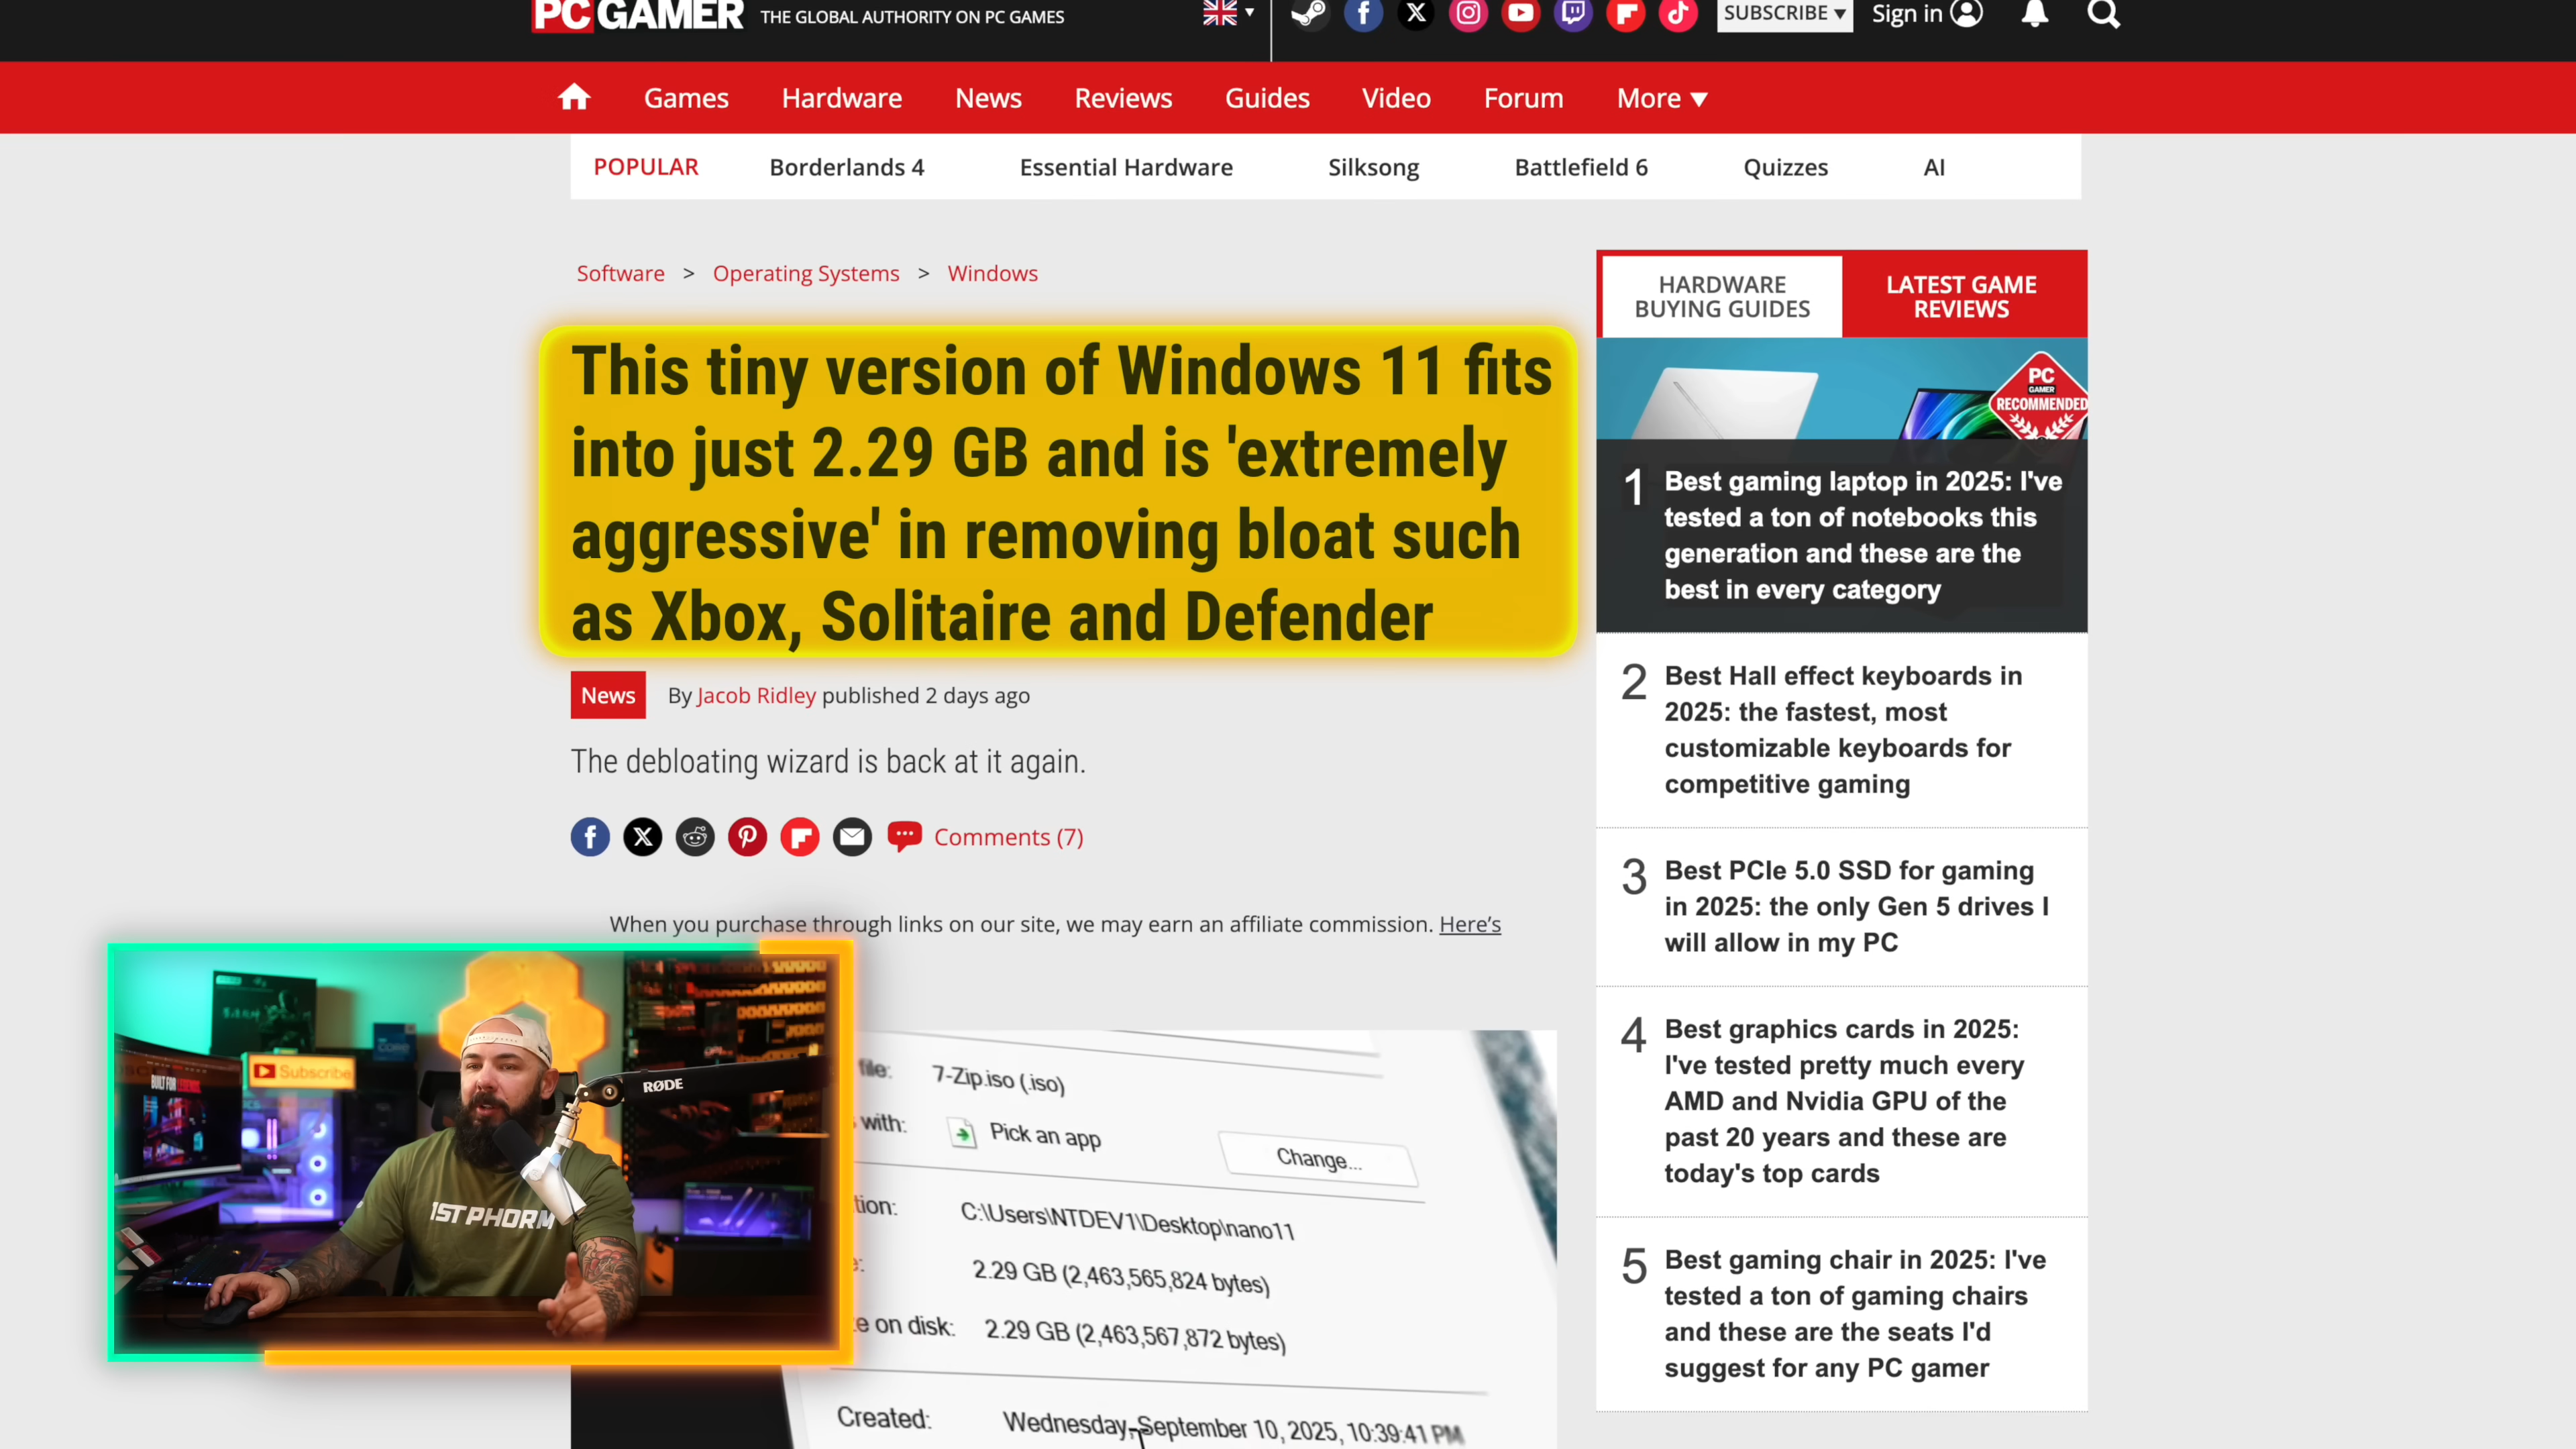 PC GAMER THE GLOBAL AUTHORITY ON PC GAMES
SUBSCRIBE Sign in
Games Hardware News Reviews Guides Video Forum More
POPULAR Borderlands 4 Essential Hardware Silksong Battlefield 6 Quizzes AI
Software > Operating Systems > Windows
This tiny version of Windows 11 fits
into just 2.29 GB and is 'extremely
aggressive' in removing bloat such
as Xbox, Solitaire and Defender
News By Jacob Ridley published 2 days ago
The debloating wizard is back at it again.
Comments (7)
When you purchase through links on our site, we may earn an affiliate commission. Here's
file: 7-Zip.iso (.iso)
with: Pick an app
Change...
tion: C:\Users\NTDEV1\Desktop\nano11
e: 2.29 GB (2,463,565,824 bytes)
e on disk: 2.29 GB (2,463,567,872 bytes)
Created: Wednesday, September 10, 2025, 10:39:41 PM
Subscribe
BUILT FOR
CORE
RØDE
1STPHORM
HARDWARE
BUYING GUIDES
LATEST GAME
REVIEWS
PC
GAMER
RECOMMENDED
1 Best gaming laptop in 2025: I've
tested a ton of notebooks this
generation and these are the
best in every category
2 Best Hall effect keyboards in
2025: the fastest, most
customizable keyboards for
competitive gaming
3 Best PCIe 5.0 SSD for gaming
in 2025: the only Gen 5 drives I
will allow in my PC
4 Best graphics cards in 2025:
I've tested pretty much every
AMD and Nvidia GPU of the
past 20 years and these are
today's top cards
5 Best gaming chair in 2025: I've
tested a ton of gaming chairs
and these are the seats I'd
suggest for any PC gamer